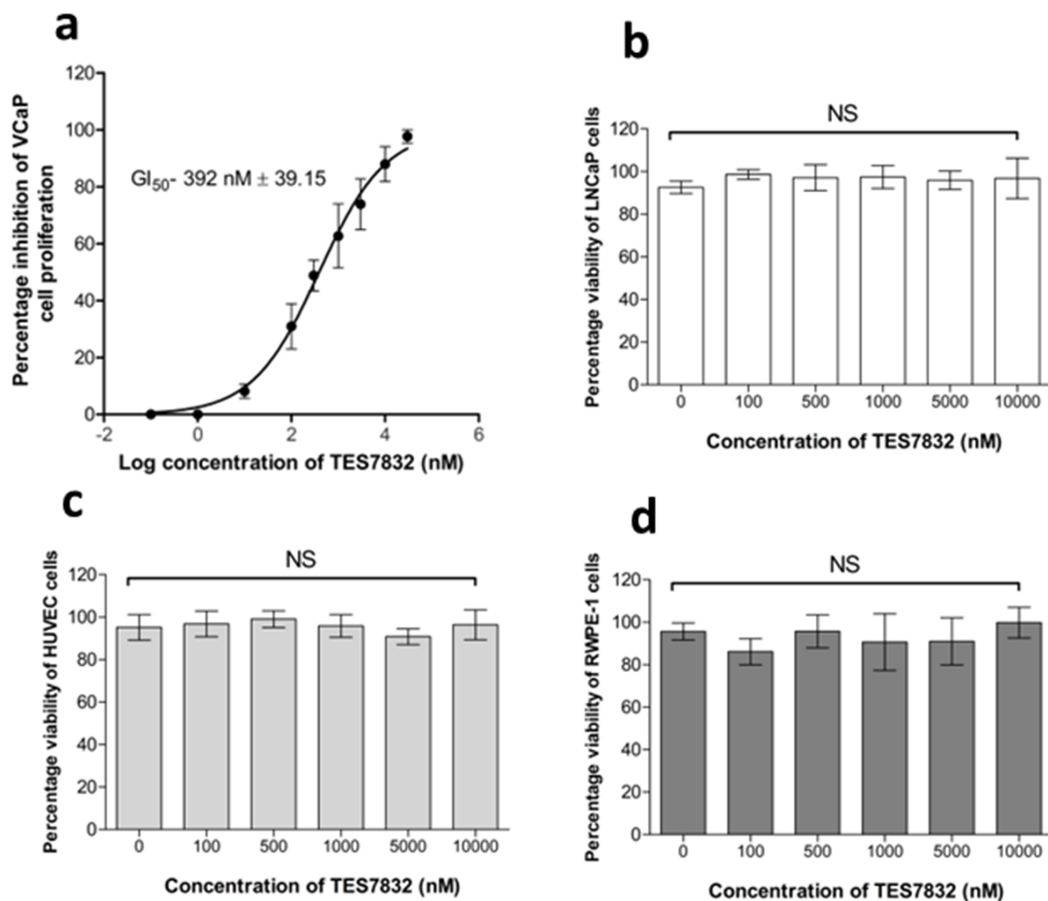 a
Percentage inhibition of VCaP
cell proliferation
120
100
80
60
40
20
0
GI₅₀- 392 nM ± 39.15
-2 0 2 4 6
Log concentration of TES7832 (nM)
b
Percentage viability of LNCaP cells
NS
120
100
80
60
40
20
0
0 100 500 1000 5000 10000
Concentration of TES7832 (nM)
c
Percentage viability of HUVEC cells
NS
120
100
80
60
40
20
0
0 100 500 1000 5000 10000
Concentration of TES7832 (nM)
d
Percentage viability of RWPE-1 cells
NS
120
100
80
60
40
20
0
0 100 500 1000 5000 10000
Concentration of TES7832 (nM)